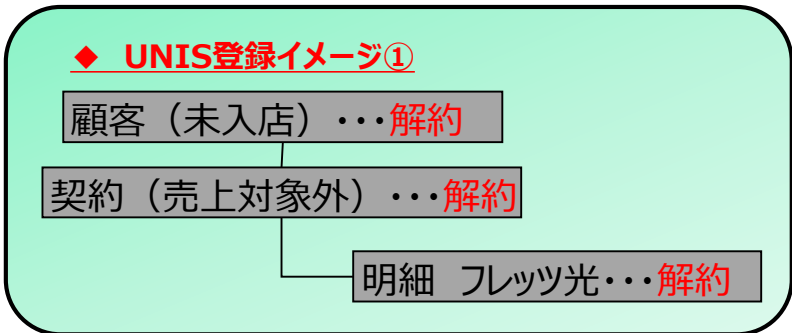 ◆ UNIS登録イメージ①
顧客（未入店）･･･解約
契約（売上対象外）･･･解約
明細 フレッツ光･･･解約